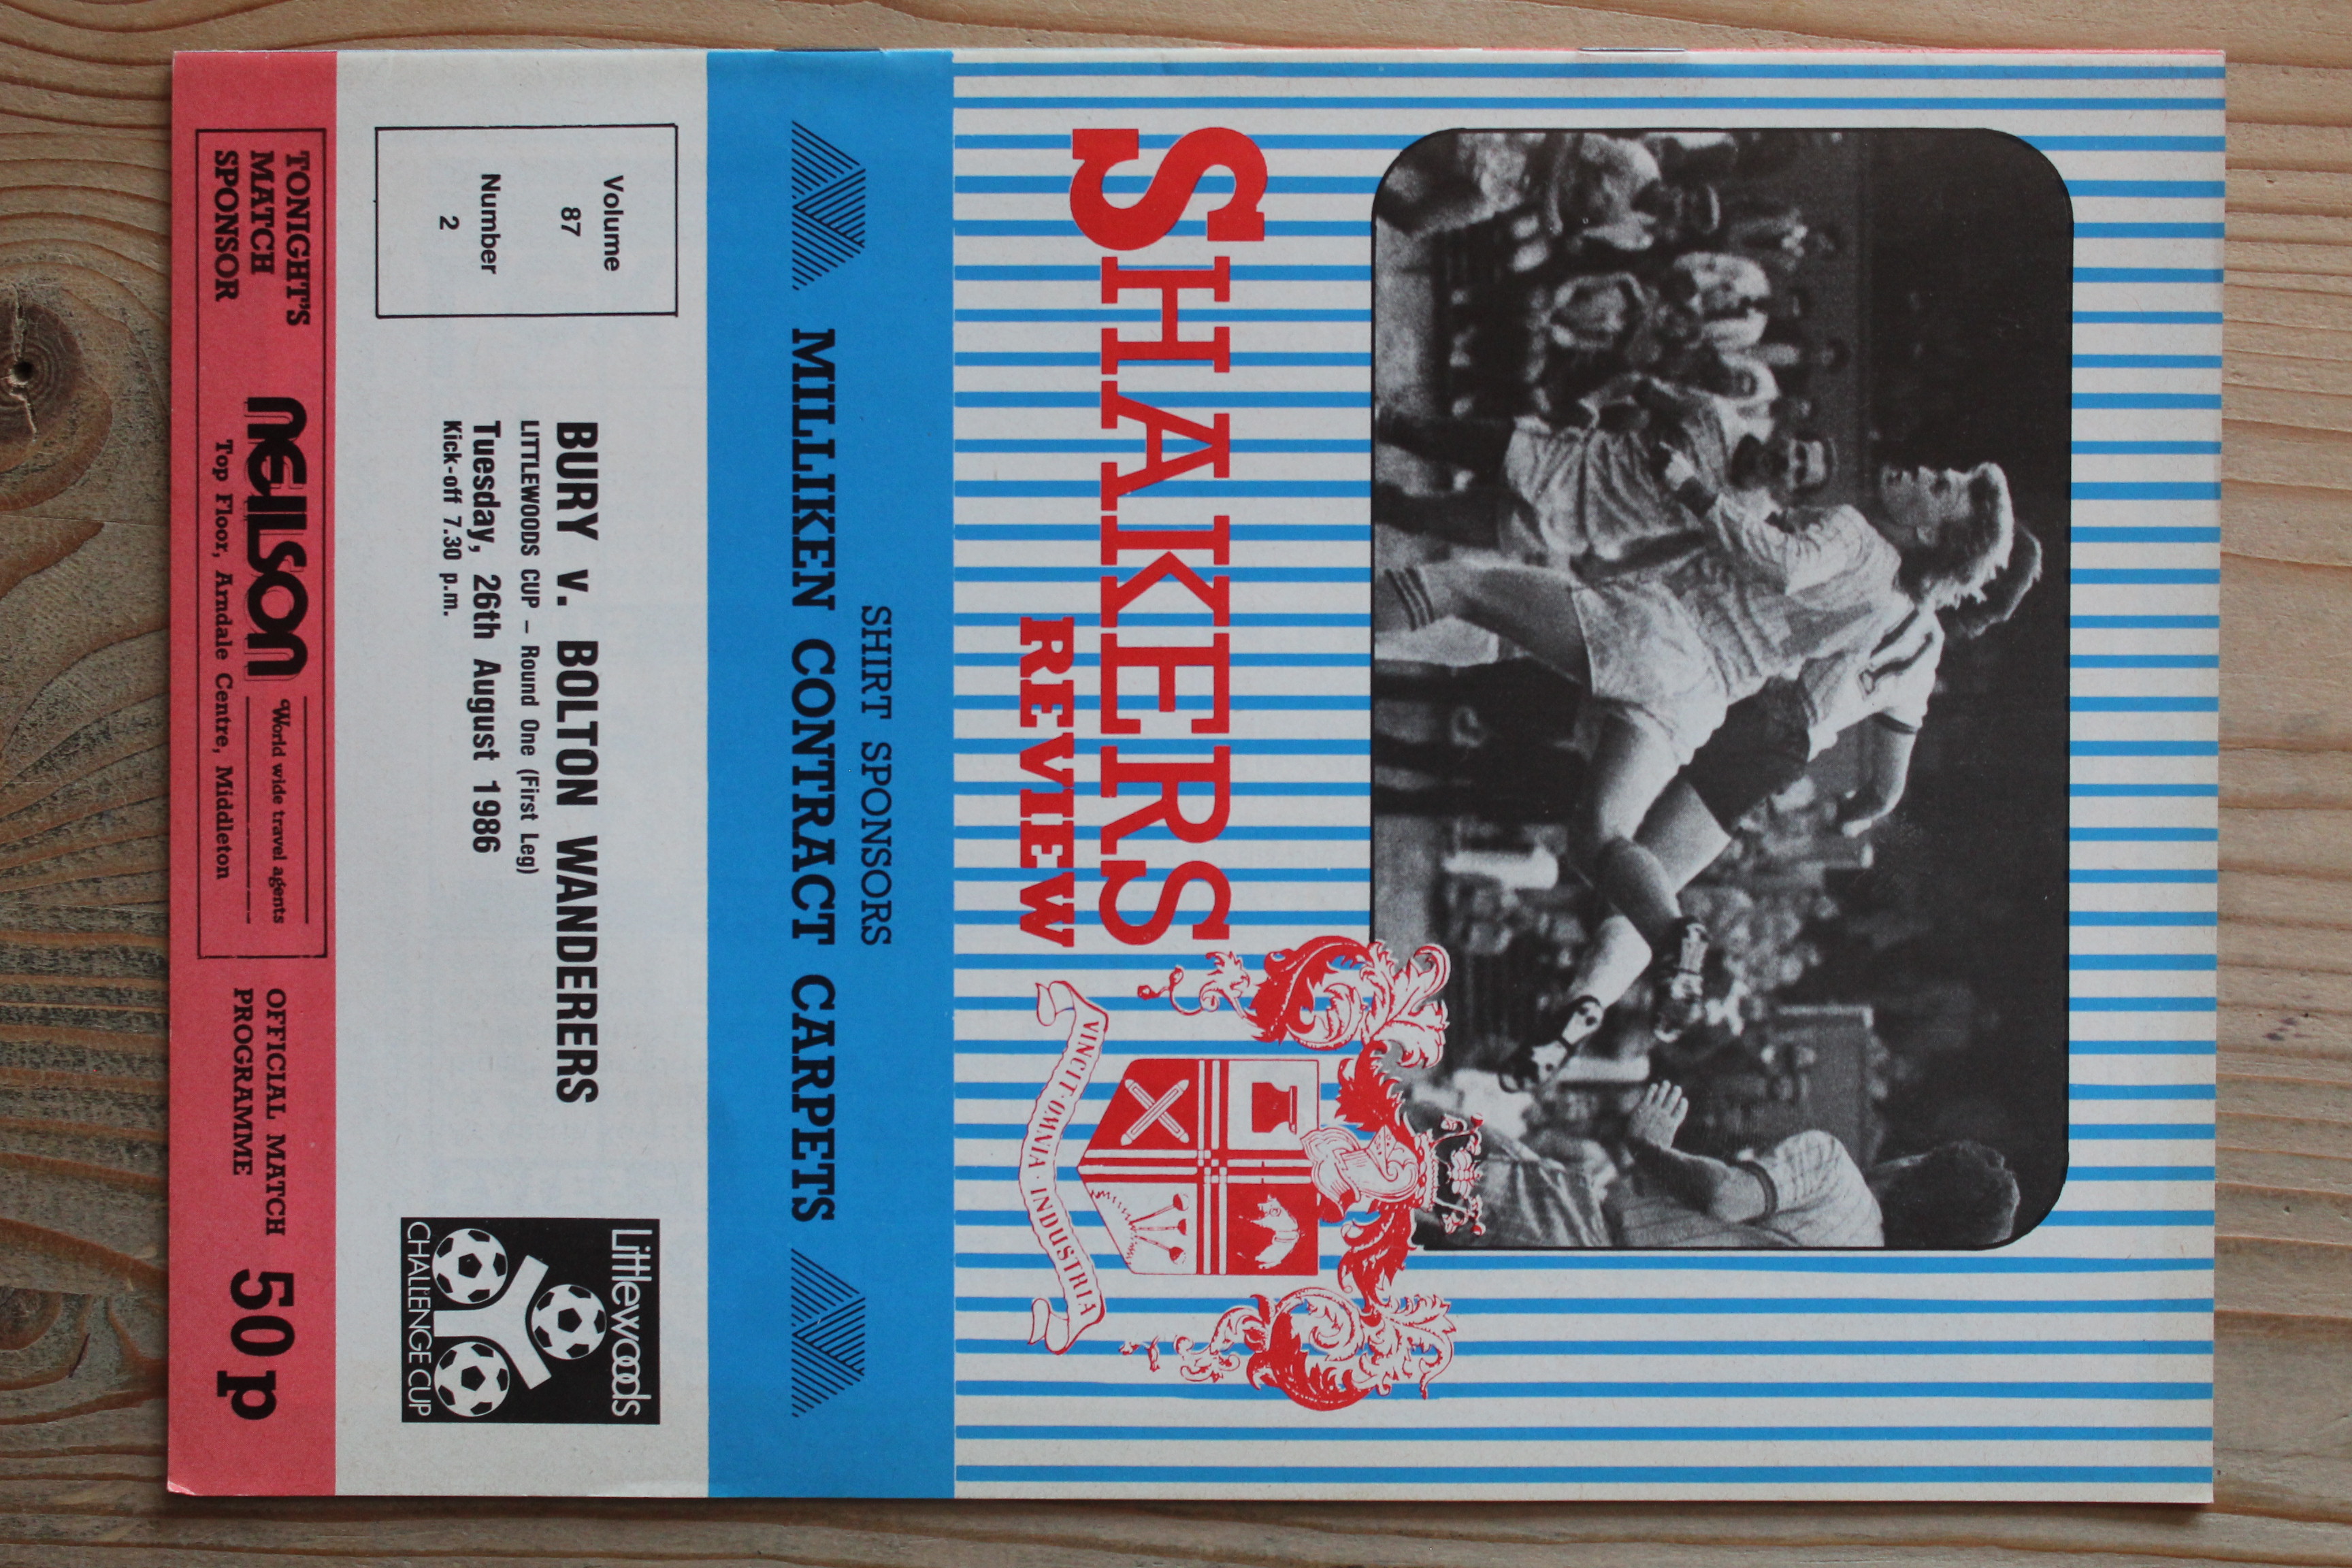 SHAKERS
REVIEW
VINCIT · OMNIA · INDUSTRIA
SHIRT SPONSORS
MILLIKEN CONTRACT CARPETS
Volume
87
Number
2
BURY v. BOLTON WANDERERS
LITTLEWOODS CUP – Round One (First Leg)
Tuesday, 26th August 1986
Kick-off 7.30 p.m.
Littlewoods
CHALLENGE CUP
TONIGHT'S
MATCH
SPONSOR
neilson
World wide travel agents
Top Floor, Arndale Centre, Middleton
OFFICIAL MATCH
PROGRAMME
50p